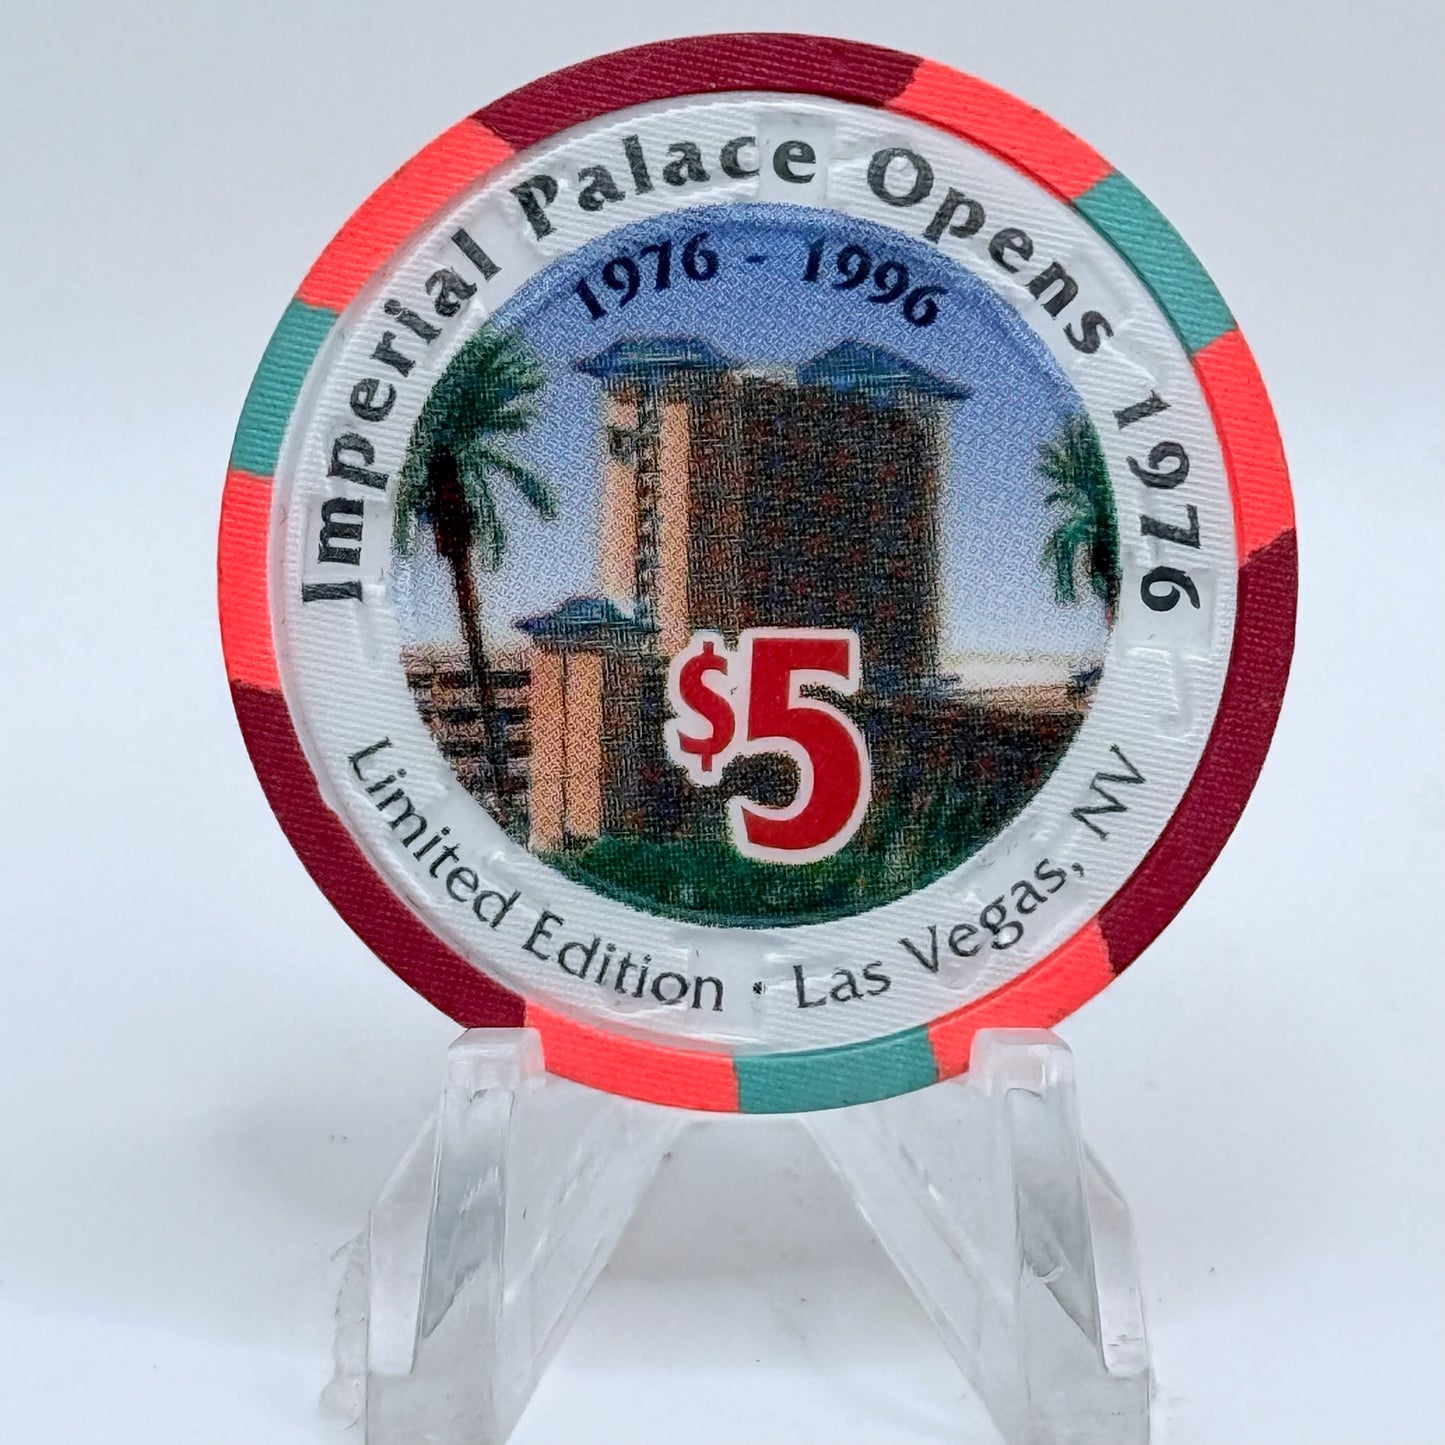 Imperial Palace Opens 1976
1976 - 1996
$5
Limited Edition · Las Vegas, NV